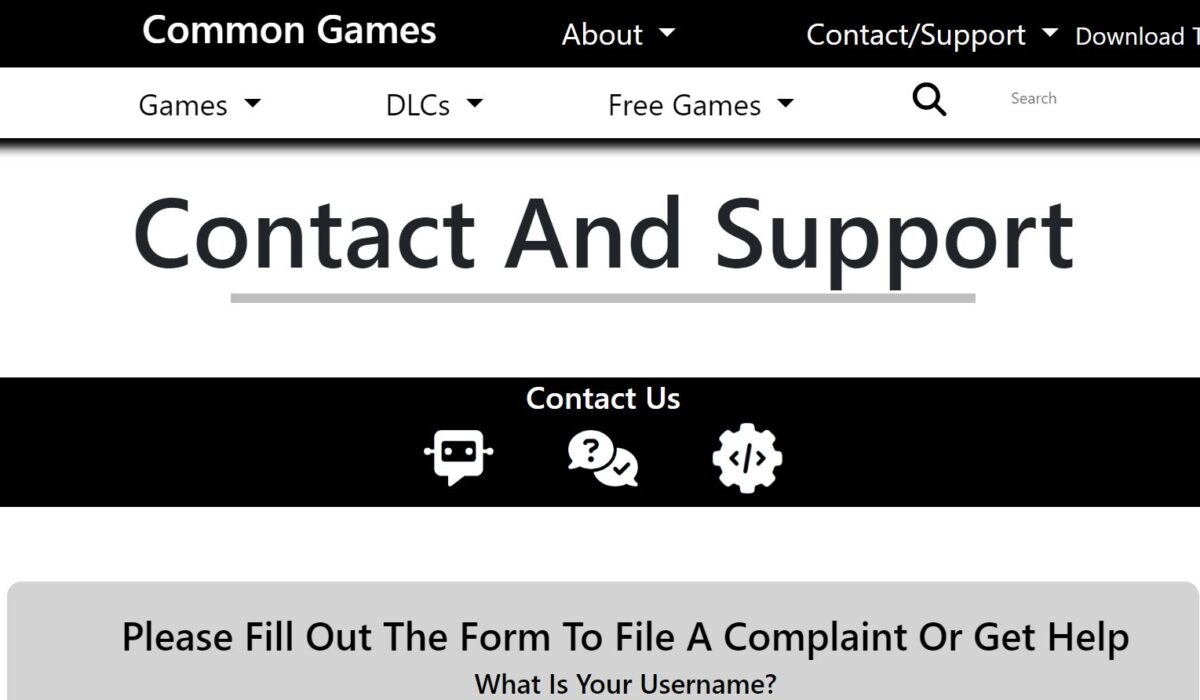 Common Games About Contact/Support Download
Games DLCs Free Games Search
Contact And Support
Contact Us
?
</>
Please Fill Out The Form To File A Complaint Or Get Help
What Is Your Username?